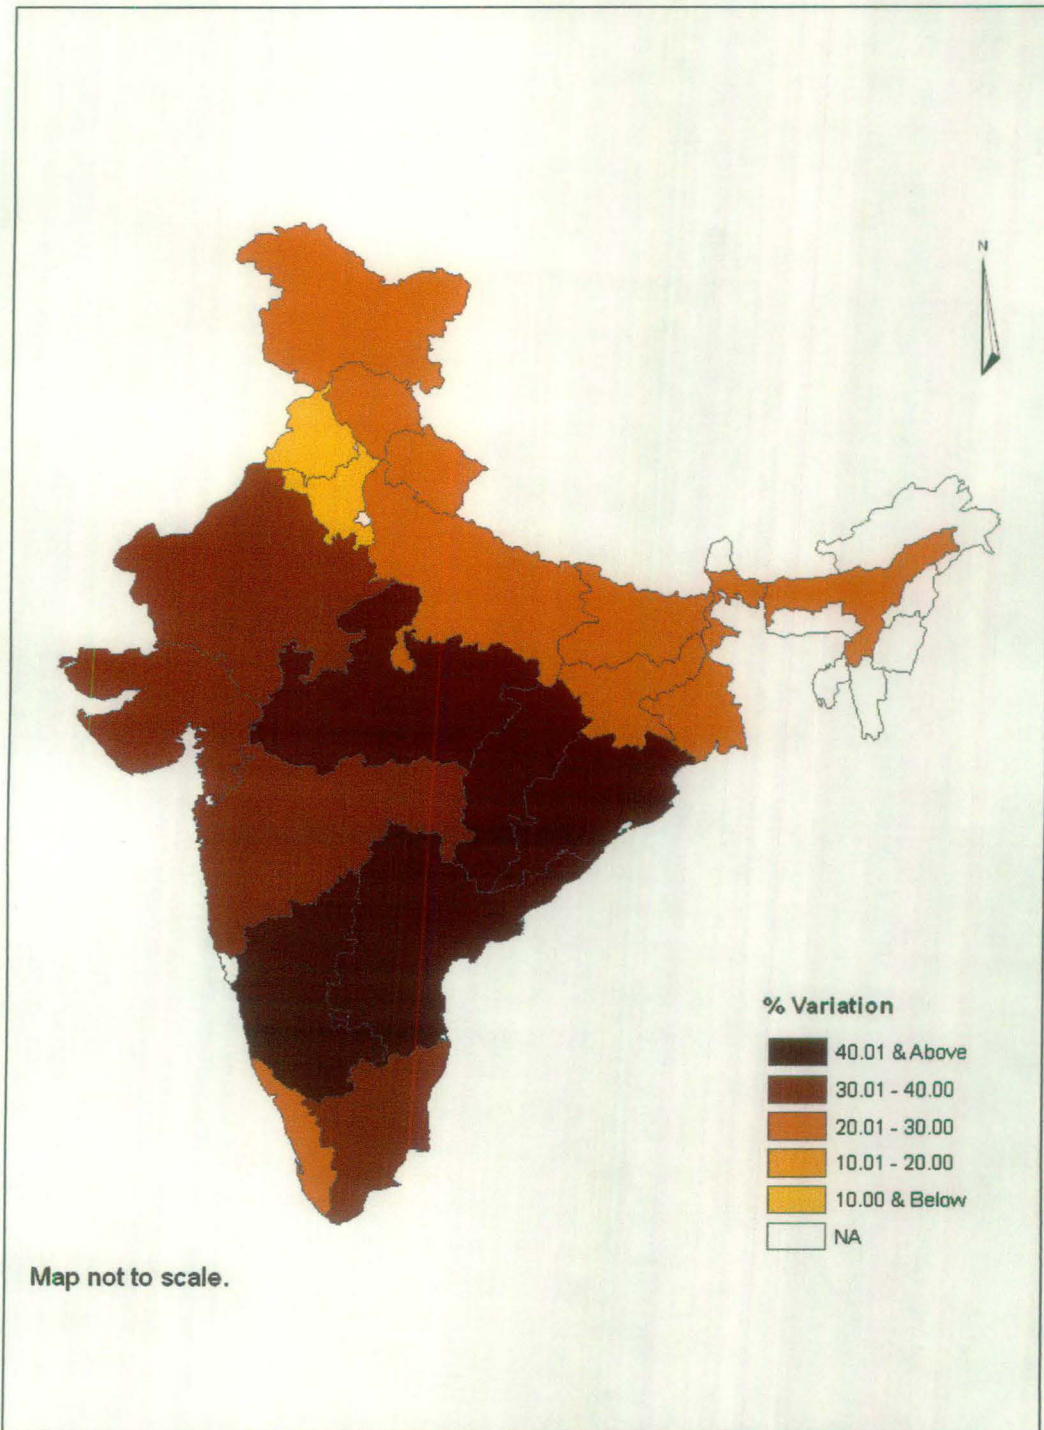 N
% Variation
40.01 & Above
30.01 - 40.00
20.01 - 30.00
10.01 - 20.00
10.00 & Below
NA
Map not to scale.